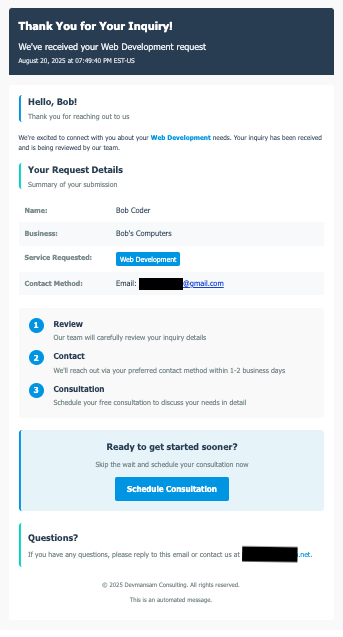 Thank You for Your Inquiry!
We've received your Web Development request
August 20, 2025 at 07:49:40 PM EST-US
Hello, Bob!
Thank you for reaching out to us
We're excited to connect with you about your Web Development needs. Your inquiry has been received
and is being reviewed by our team.
Your Request Details
Summary of your submission
Name: Bob Coder
Business: Bob's Computers
Service Requested: Web Development
Contact Method: Email: @gmail.com
1 Review
Our team will carefully review your inquiry details
2 Contact
We'll reach out via your preferred contact method within 1-2 business days
3 Consultation
Schedule your free consultation to discuss your needs in detail
Ready to get started sooner?
Skip the wait and schedule your consultation now
Schedule Consultation
Questions?
If you have any questions, please reply to this email or contact us at .net.
© 2025 Devmansam Consulting. All rights reserved.
This is an automated message.